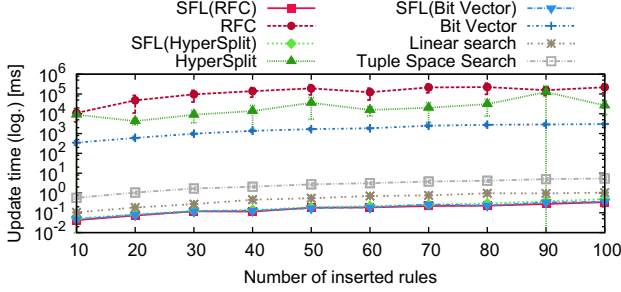 SFL(RFC)
RFC
SFL(HyperSplit)
HyperSplit
SFL(Bit Vector)
Bit Vector
Linear search
Tuple Space Search
Update time (log.) [ms]
10^6
10^5
10^4
10^3
10^2
10^1
10^0
10^-1
10^-2
10 20 30 40 50 60 70 80 90 100
Number of inserted rules